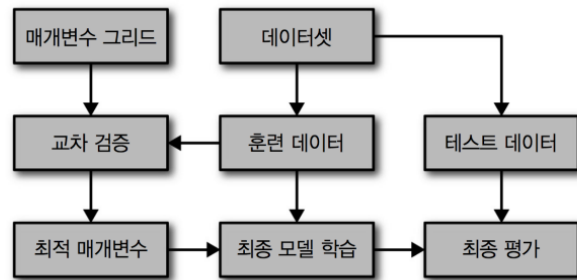 매개변수 그리드
데이터셋
교차 검증
훈련 데이터
테스트 데이터
최적 매개변수
최종 모델 학습
최종 평가